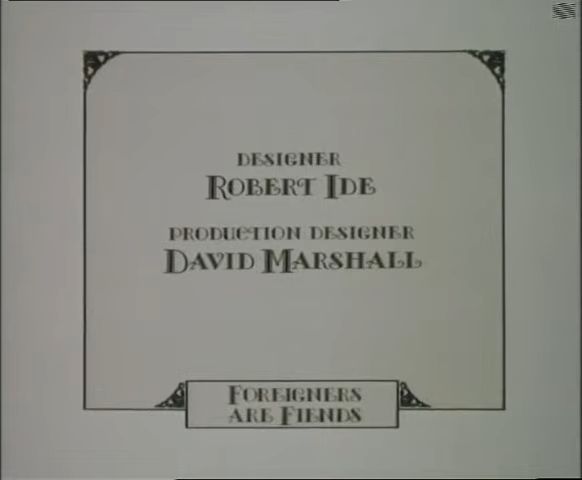 DESIGNER
ROBERT IDE
PRODUCTION DESIGNER
DAVID MARSHALL
FOREIGNERS
ARE FIENDS